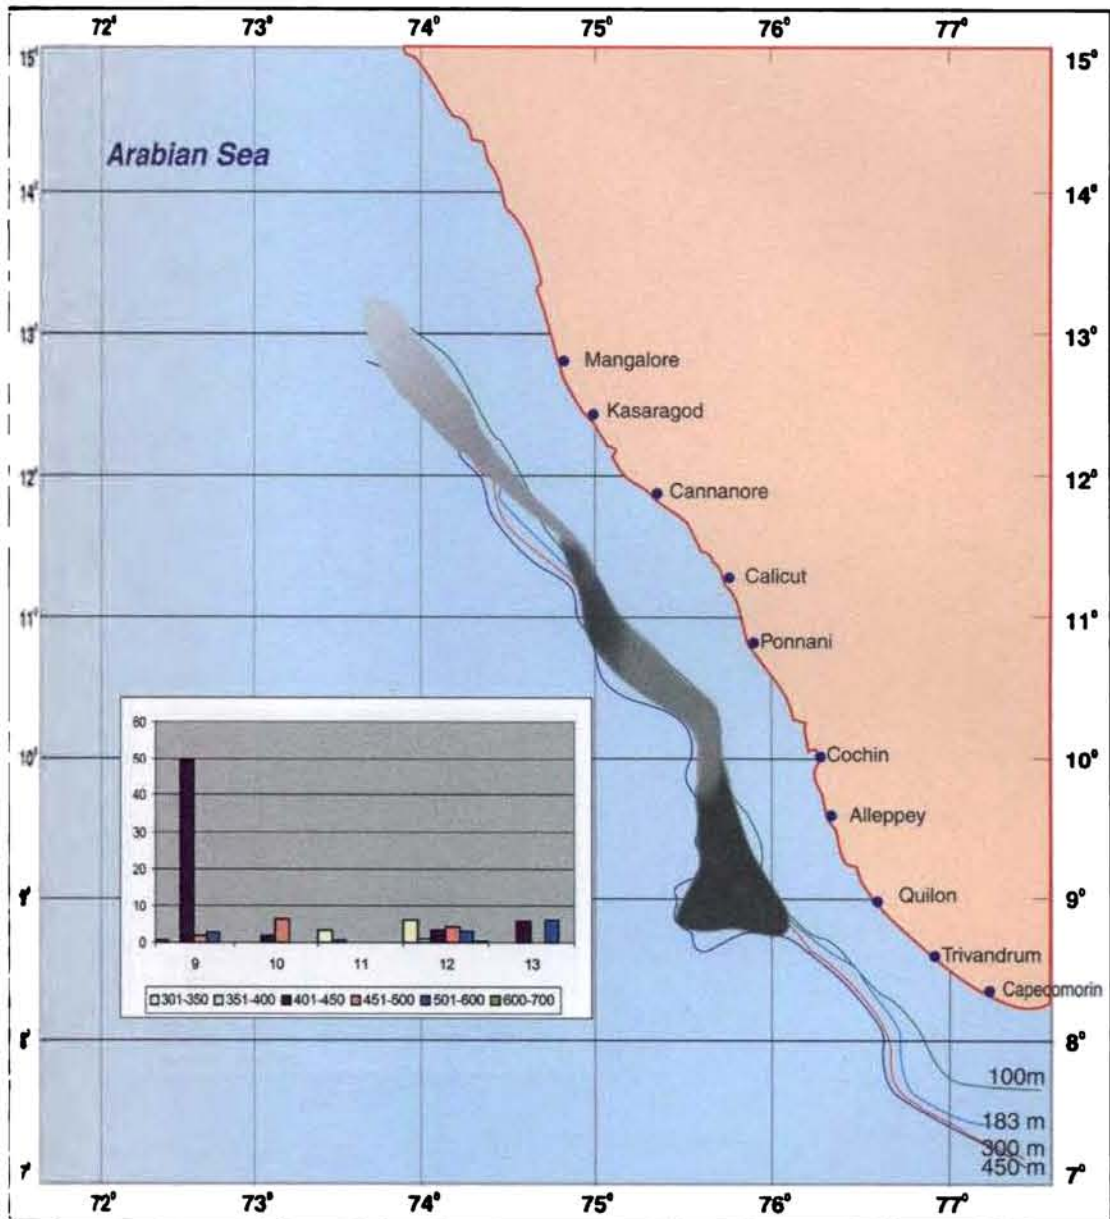 72° 73° 74° 75° 76° 77°
15° 15°
Arabian Sea
14° 14°
13° 13°
Mangalore
Kasaragod
12° 12°
Cannanore
Calicut
11° 11°
Ponnani
60
50
40
30
20
10
0
9 10 11 12 13
301-350 351-400 401-450 451-500 501-600 600-700
10° 10°
Cochin
Alleppey
9° 9°
Quilon
Trivandrum
Capecomorin
8° 8°
100m
183 m
300 m
450 m
7° 7°
72° 73° 74° 75° 76° 77°